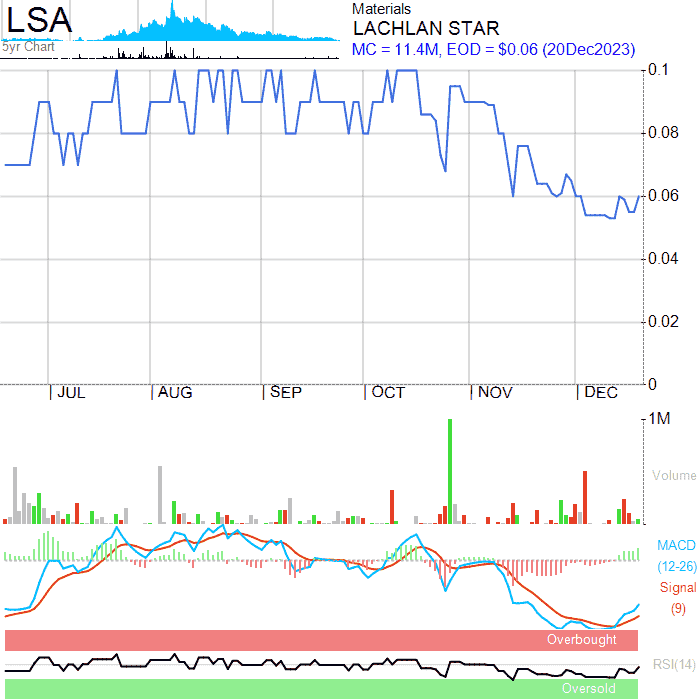 LSA
5yr Chart
Materials
LACHLAN STAR
MC = 11.4M, EOD = $0.06 (20Dec2023)
0.1
0.08
0.06
0.04
0.02
0
JUL AUG SEP OCT NOV DEC
1M
Volume
MACD
(12-26)
Signal
(9)
Overbought
RSI(14)
Oversold